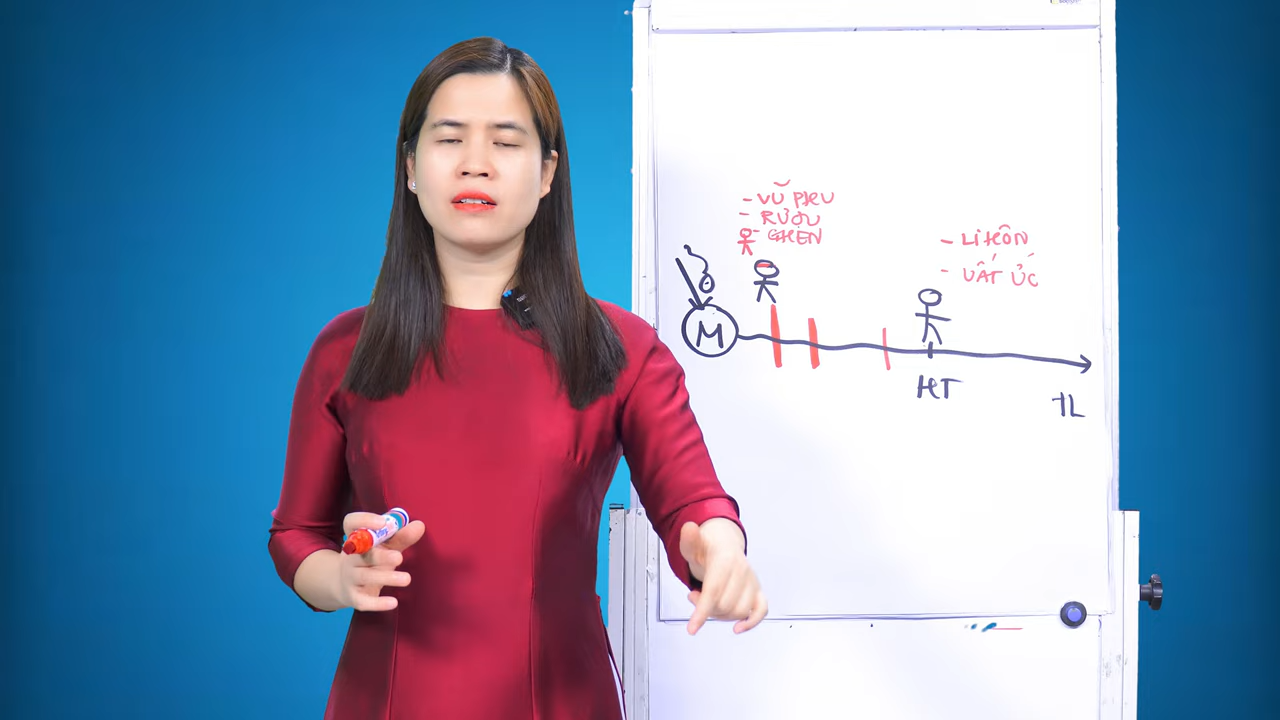 - VŨ PHU
- RƯỢU
- GHEN
- LI HÔN
- UẤT ỨC
M
HT
TL